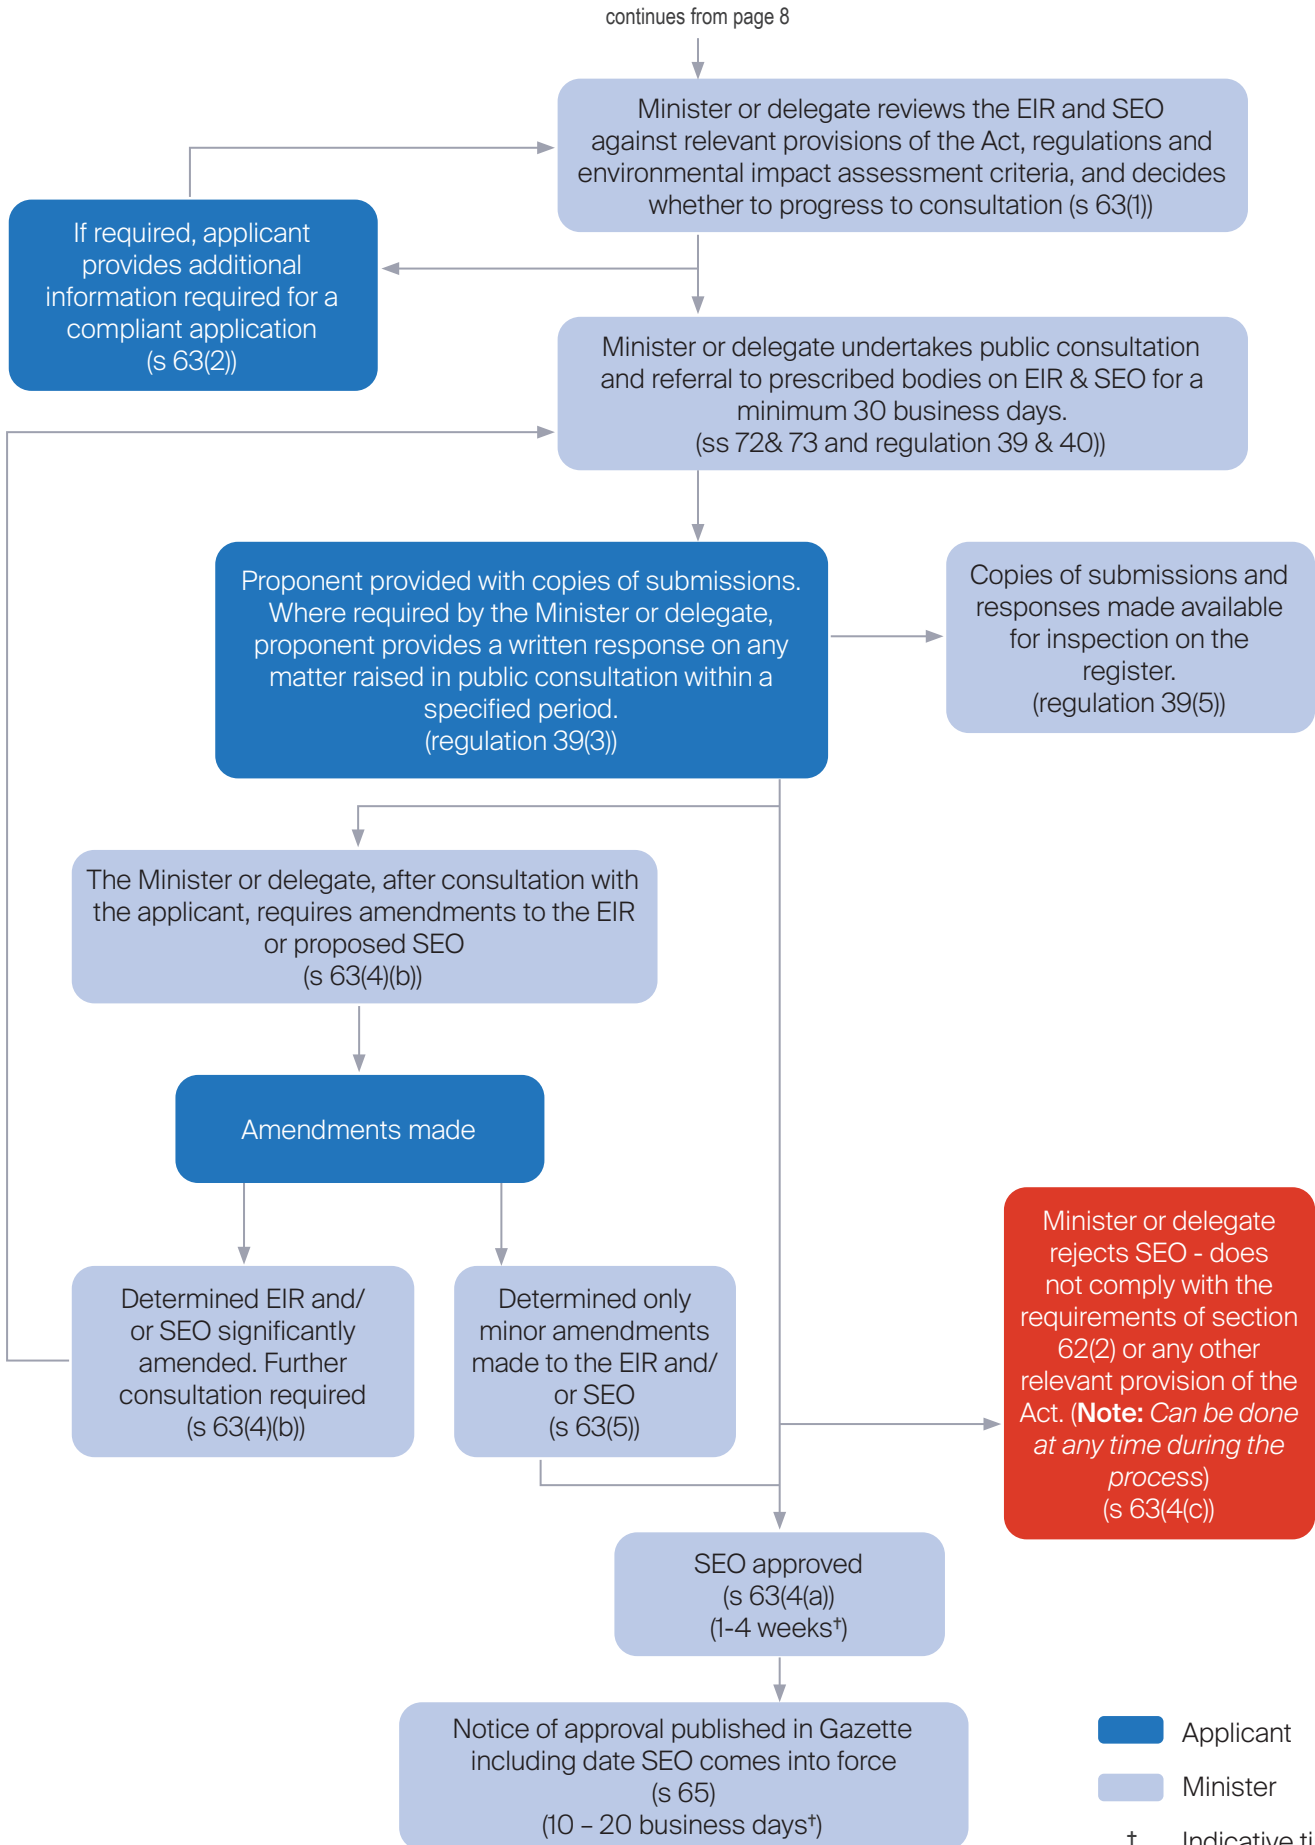 continues from page 8
Minister or delegate reviews the EIR and SEO
against relevant provisions of the Act, regulations and
environmental impact assessment criteria, and decides
whether to progress to consultation (s 63(1))
If required, applicant
provides additional
information required for a
compliant application
(s 63(2))
Minister or delegate undertakes public consultation
and referral to prescribed bodies on EIR & SEO for a
minimum 30 business days.
(ss 72& 73 and regulation 39 & 40))
Proponent provided with copies of submissions.
Where required by the Minister or delegate,
proponent provides a written response on any
matter raised in public consultation within a
specified period.
(regulation 39(3))
Copies of submissions and
responses made available
for inspection on the
register.
(regulation 39(5))
The Minister or delegate, after consultation with
the applicant, requires amendments to the EIR
or proposed SEO
(s 63(4)(b))
Amendments made
Determined EIR and/
or SEO significantly
amended. Further
consultation required
(s 63(4)(b))
Determined only
minor amendments
made to the EIR and/
or SEO
(s 63(5))
Minister or delegate
rejects SEO - does
not comply with the
requirements of section
62(2) or any other
relevant provision of the
Act. (Note: Can be done
at any time during the
process)
(s 63(4(c))
SEO approved
(s 63(4(a))
(1-4 weeks†)
Notice of approval published in Gazette
including date SEO comes into force
(s 65)
(10 – 20 business days†)
Applicant
Minister
† Indicative